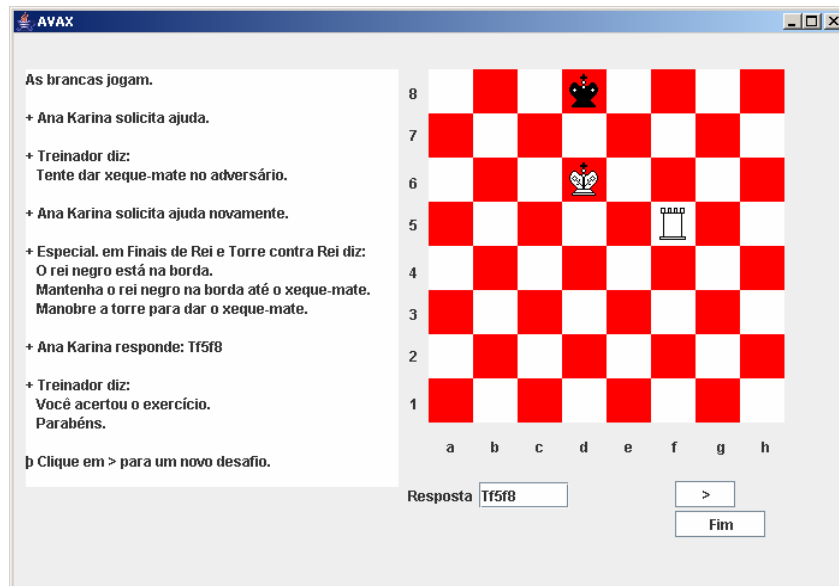 AVAX
As brancas jogam.
+ Ana Karina solicita ajuda.
+ Treinador diz:
Tente dar xeque-mate no adversário.
+ Ana Karina solicita ajuda novamente.
+ Especial. em Finais de Rei e Torre contra Rei diz:
O rei negro está na borda.
Mantenha o rei negro na borda até o xeque-mate.
Manobre a torre para dar o xeque-mate.
+ Ana Karina responde: Tf5f8
+ Treinador diz:
Você acertou o exercício.
Parabéns.
þ Clique em > para um novo desafio.
8
7
6
5
4
3
2
1
a b c d e f g h
Resposta Tf5f8 >
Fim